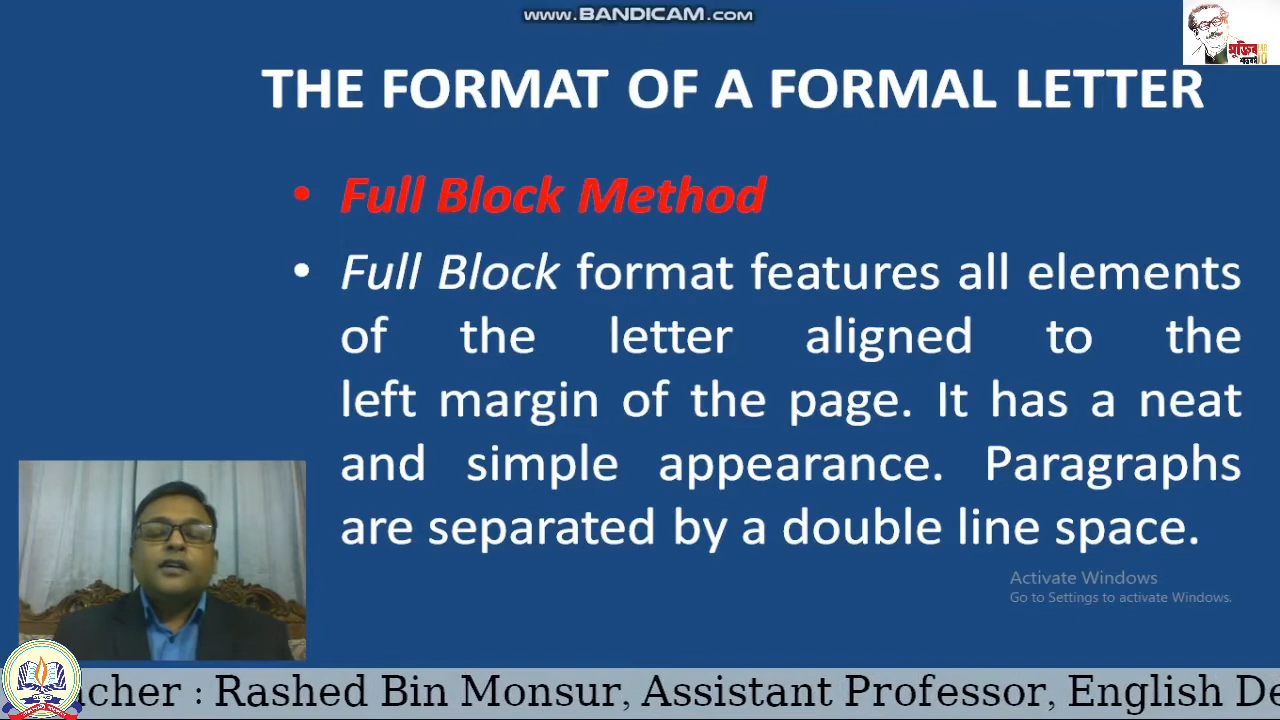 www.BANDICAM.com
মুজিব
শতবর্ষ
THE FORMAT OF A FORMAL LETTER
• Full Block Method
• Full Block format features all elements
of the letter aligned to the
left margin of the page. It has a neat
and simple appearance. Paragraphs
are separated by a double line space.
Activate Windows
Go to Settings to activate Windows.
acher : Rashed Bin Monsur, Assistant Professor, English De